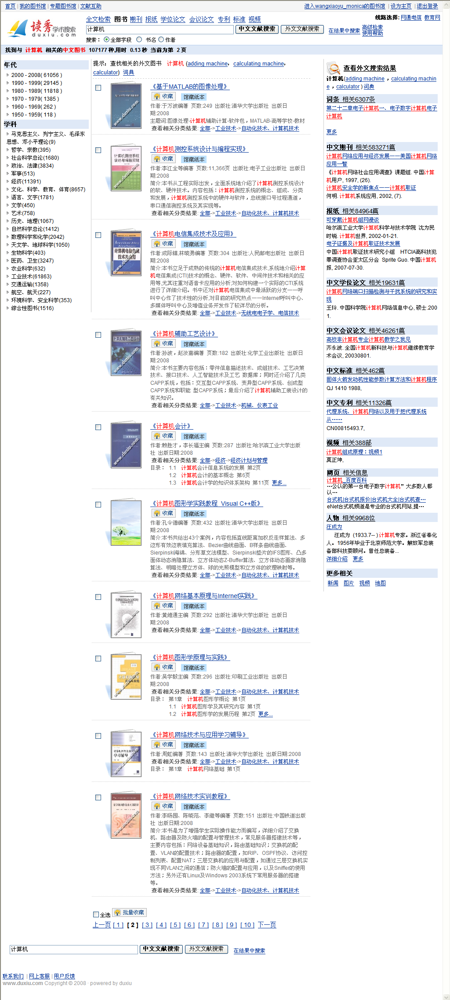 首页 | 我的图书馆 | 专题图书馆 | 文献互助
进入wangxiaoyu_monica的图书馆 | 设为主页 | 退出登录
读秀学术搜索
duxiu.com
全文检索 图书 期刊 报纸 学位论文 会议论文 专利 标准 视频
线路选择: 网通电信 教育网
计算机 中文文献搜索 外文文献搜索 在结果中搜索 高级检索
使用帮助
搜索： 全部字段 书名 作者
找到与 计算机 相关的中文图书 107177 种,用时 0.13 秒 当前为第 2 页
年代
2000 - 2008( 61056 )
1990 - 1999( 29145 )
1980 - 1989( 11818 )
1970 - 1979( 1385 )
1960 - 1969( 262 )
1950 - 1959( 118 )
学科
马克思主义、列宁主义、毛泽东
思想、邓小平理论(9)
哲学、宗教(395)
社会科学总论(1680)
政治、法律(3834)
军事(513)
经济(11391)
文化、科学、教育、体育(8657)
语言、文字(1781)
文学(450)
艺术(758)
历史、地理(1067)
自然科学总论(1412)
数理科学和化学(2042)
天文学、地球科学(1050)
生物科学(403)
医药、卫生(3247)
农业科学(632)
工业技术(61863)
交通运输(1358)
航空、航天(227)
环境科学、安全科学(353)
综合性图书(1516)
提示：查找相关的外文图书 计算机 (adding machine, calculating machine,
calculator) 词典
《基于MATLAB的图像处理》
收藏 馆藏纸本
作者:于万波编著 页数:249 出版社:清华大学出版社 出版日
期:2008
主题词:图像处理-计算机辅助计算-软件包，MATLAB-高等学校-教材
查看相关分类结果: 全部->工业技术->自动化技术、计算机技术
《计算机测控系统设计与编程实现》
收藏 馆藏纸本
作者:李江全等编著 页数:11,366页 出版社:电子工业出版社 出版日
期:2008
简介:本书从工程实际出发，全面系统地介绍了计算机测控系统设计
的软、硬件技术。内容包括：计算机测控系统的概念、组成、分类
和发展，计算机测控系统中的硬件与软件，总线接口号过程通道，
串口通信测控系统及其实现等。
查看相关分类结果: 全部->工业技术->自动化技术、计算机技术
《计算机电信集成技术及应用》
收藏 馆藏纸本
作者:成际镇,林晓勇编著 页数:304 出版社:人民邮电出版社 出版日
期:2008
简介:本书立足于成熟的传统的计算机电信集成技术,系统地介绍计算
机电信集成(CTI)技术的概念、硬件、软件、中间件技术和相关的应
用等,尤其注重对语音卡应用的分析;对如何构建一个实际的CTI系统
进行了详细介绍。书中还对计算机电信集成中最活跃的分支——呼
叫中心作了技术性的分析,对目前的研究热点——Internet呼叫中心、
多媒体呼叫中心及增值业务开发作了较详尽的分析。
查看相关分类结果: 全部->工业技术->无线电电子学、电信技术
《计算机辅助工艺设计》
收藏 馆藏纸本
作者:孙波，赵汝嘉编著 页数:182 出版社:化学工业出版社 出版日
期:2008
简介:本书主要内容包括：零件信息描述技术、成组技术、工艺决策
技术、接口技术、人工智能技术及工艺 数据库；同时还介绍了几类
CAPP系统，包括：交互型CAPP系统、变异型CAPP系统、创成型
CAPP系统和职能 型CAPP系统；最后介绍了计算机辅助工装设计的
有关知识。
查看相关分类结果: 全部->工业技术->机械、仪表工业
《计算机会计》
收藏 馆藏纸本
作者:赖胜才，李长福主编 页数:287 出版社:哈尔滨工业大学出版
社 出版日期:2008
查看相关分类结果: 全部->经济->经济计划与管理
目录： 1.1 计算机会计信息系统的发展 第2页
1.2 计算机会计的基本概念 第6页
1.3 计算机会计学的知识体系架构 第11页 更多...
《计算机图形学实践教程 Visual C++版》
收藏 馆藏纸本
作者:孔令德编著 页数:432 出版社:清华大学出版社 出版日
期:2008
简介:本书共给出43个案例，内容包括直线距离加权反走样算法、多
边形有效边表填充算法、Bezier曲线曲面、B样条曲线曲面、
Sierpinski海绵、分形草文法模型、Sierpinski垫片的IFS图形、凸多
面体动态消隐算法、立方体动态Z-Buffer算法、立方体动态画家消隐
算法、明暗处理立方体、球的光照模型和立方体的纹理映射等。
查看相关分类结果: 全部->工业技术->自动化技术、计算机技术
《计算机网络基本原理与Internet实践》
收藏 馆藏纸本
作者:黄维通主编 页数:292 出版社:清华大学出版社 出版日
期:2008
查看相关分类结果: 全部->工业技术->自动化技术、计算机技术
《计算机图形学原理与实践》
收藏 馆藏纸本
作者:吴学毅主编 页数:296 出版社:印刷工业出版社 出版日
期:2008
查看相关分类结果: 全部->工业技术->自动化技术、计算机技术
目录： 第1章 计算机图形学概论 第1页
1.1 计算机图形学及其研究内容 第1页
1.2 计算机图形学的发展历程 第2页 更多...
《计算机网络技术与应用学习辅导》
收藏 馆藏纸本
作者:周虹编著 页数:143 出版社:清华大学出版社 出版日期:2008
查看相关分类结果: 全部->工业技术->自动化技术、计算机技术
目录： 第1章 计算机网络基础 第1页
《计算机网络技术实训教程》
收藏 馆藏纸本
作者:李旸园、陈晓范、李继等编著 页数:151 出版社:中国铁道出版
社 出版日期:2008
简介:本书是为了增强学生实际操作能力而编写，详细介绍了交换
机、路由器及防火墙的配置与管理技术，常见服务器搭建技术等，
主要内容包括：网络设备基础知识，路由基础知识；交换机的配
置、VLAN的配置技术；路由器的配置，如RIP、OSPF协议、访问控
制列表、配置NAT；三层交换机的应用与配置，如通过三层交换机实
现不同VLAN之间的通信；防火墙的配置与应用，以及Sniffer的使用
方法；另外还有Linux及Windows 2003系统下常用服务器的搭建
等。
查看相关分类结果: 全部->工业技术->自动化技术、计算机技术
全选 批量收藏
上一页 [ 1 ] [ 2 ] [ 3 ] [ 4 ] [ 5 ] [ 6 ] [ 7 ] [ 8 ] [ 9 ] [ 10 ] 下一页
查看外文搜索结果
计算机(adding machine，calculating machin
e，calculator ) 词典
词条 相关6307条
第二十二章电子计算机一、电子数字计算机电子
计算机
更多
中文期刊 相关583271篇
计算机网络应用与经济发展——美国计算机网络
应用一瞥
《计算机网络社会应用调查》课题组. 中国计算
机用户, 1997, (26).
计算机安全学的新焦点——计算机取证
何明. 计算机系统应用, 2002, (7).
报纸 相关84964篇
可穿戴计算机组网漫谈
哈尔滨工业大学计算机科学与技术学院 沈为民
时锐. 计算机世界, 2002-01-21.
电子证据及计算机取证技术发展
中国计算机取证技术研究小组 HTCIA高科技犯
罪调查协会亚太区分会 Sprite Guo. 中国计算机
报, 2007-07-30.
中文学位论文 相关19631篇
计算机网络端口扫描检测与干扰系统的研究和实
现
王玲. 中国科学院计算机网络信息中心, 硕士.200
1.
中文会议论文 相关46261篇
高校非计算机专业计算机教学之我见
齐永波. 全国计算机新科技与计算机继续教育学
术会议, 20030801.
中文标准 相关462篇
固体火箭发动机性能参数计算方法和计算机程序
QJ 1410 1988,
中文专利 相关11326篇
代理系统、计算机网络以及用于把代理系统
从……
CN00815493.7,
视频 相关388部
计算机组成原理：视频1
莫正坤,
网页 相关信息
计算机_百度百科
…公认的第一台电子数字计算机”大多数人都
认…
台式机|台式机报价|台式机大全|台式机查…
eNet台式机频道是专业的台式机网站,提…
人物 相关9968位
汪成为
汪成为 (1933.7-- ) 计算机专家。浙江省奉化
人。1956年毕业于北京师范大学。解放军总装
备部科技委顾问。曾任总装备...
详细介绍 更多
更多相关
新闻 图片 视频 地图
计算机 中文文献搜索 外文文献搜索 在结果中搜索
联系我们 | 网上客服 | 用户反馈
www.duxiu.com Copyright © 2008 · powered by duxiu